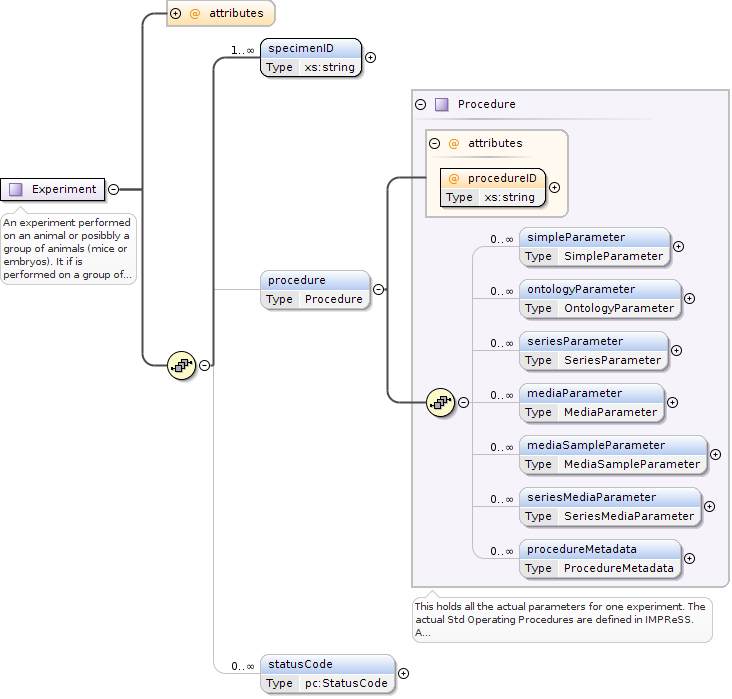 @ attributes
1..∞
specimenID
Type xs:string
Procedure
@ attributes
@ procedureID
Type xs:string
Experiment
An experiment performed
on an animal or posibbly a
group of animals (mice or
embryos). It if is
performed on a group of...
0..∞
simpleParameter
Type SimpleParameter
procedure
Type Procedure
0..∞
ontologyParameter
Type OntologyParameter
0..∞
seriesParameter
Type SeriesParameter
0..∞
mediaParameter
Type MediaParameter
0..∞
mediaSampleParameter
Type MediaSampleParameter
0..∞
seriesMediaParameter
Type SeriesMediaParameter
0..∞
procedureMetadata
Type ProcedureMetadata
This holds all the actual parameters for one experiment. The
actual Std Operating Procedures are defined in IMPReSS.
A...
0..∞
statusCode
Type pc:StatusCode